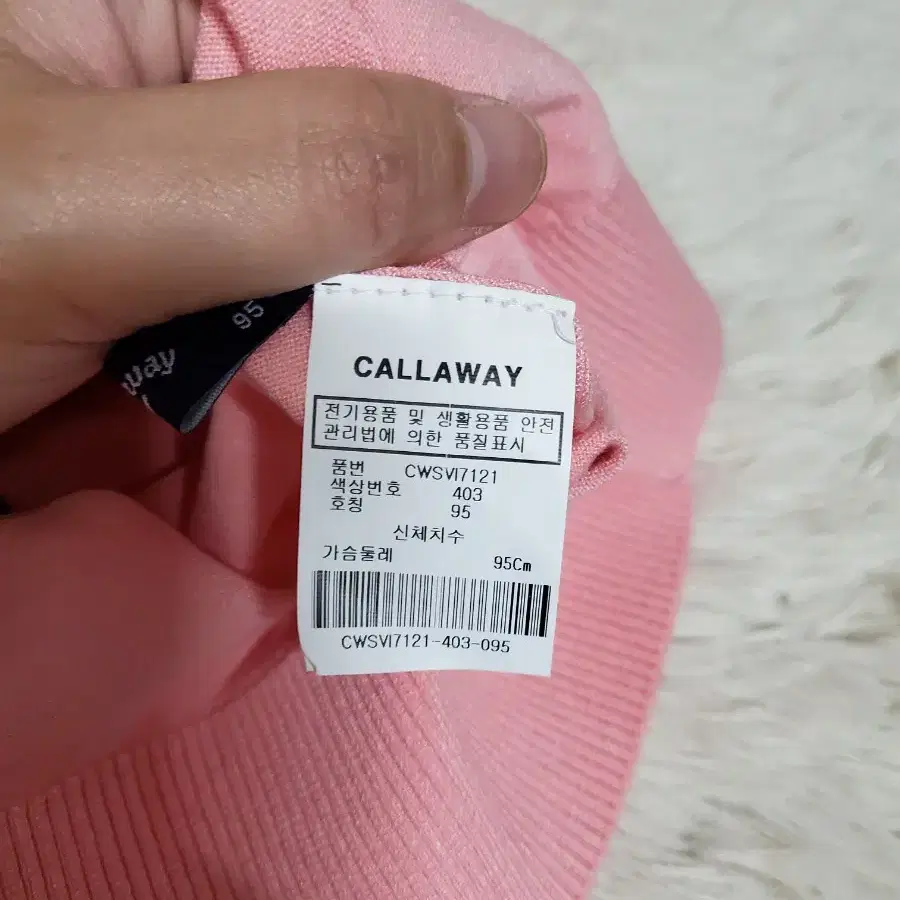 95
way
CALLAWAY
전기용품 및 생활용품 안전
관리법에 의한 품질표시
품번 CWSVI7121
색상번호 403
호칭 95
신체치수
가슴둘레 95Cm
CWSVI7121-403-095